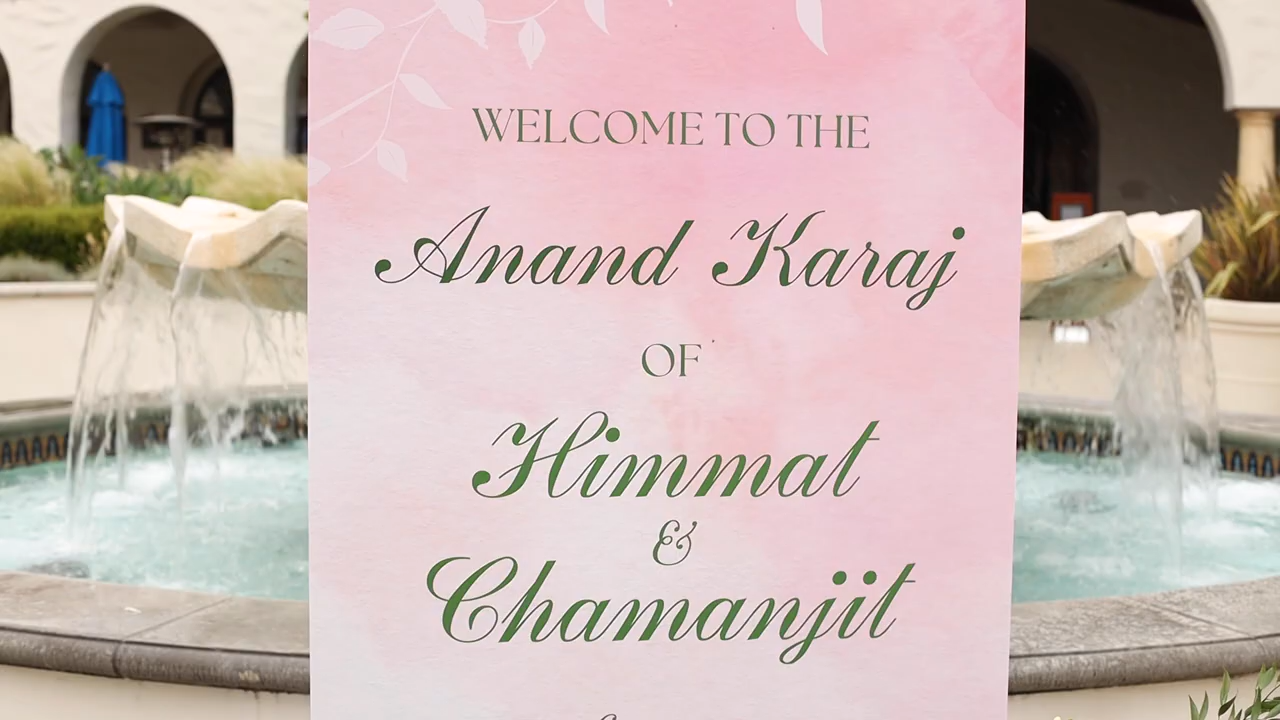 WELCOME TO THE
Anand Karaj
OF
Himmat
&
Chamanjit